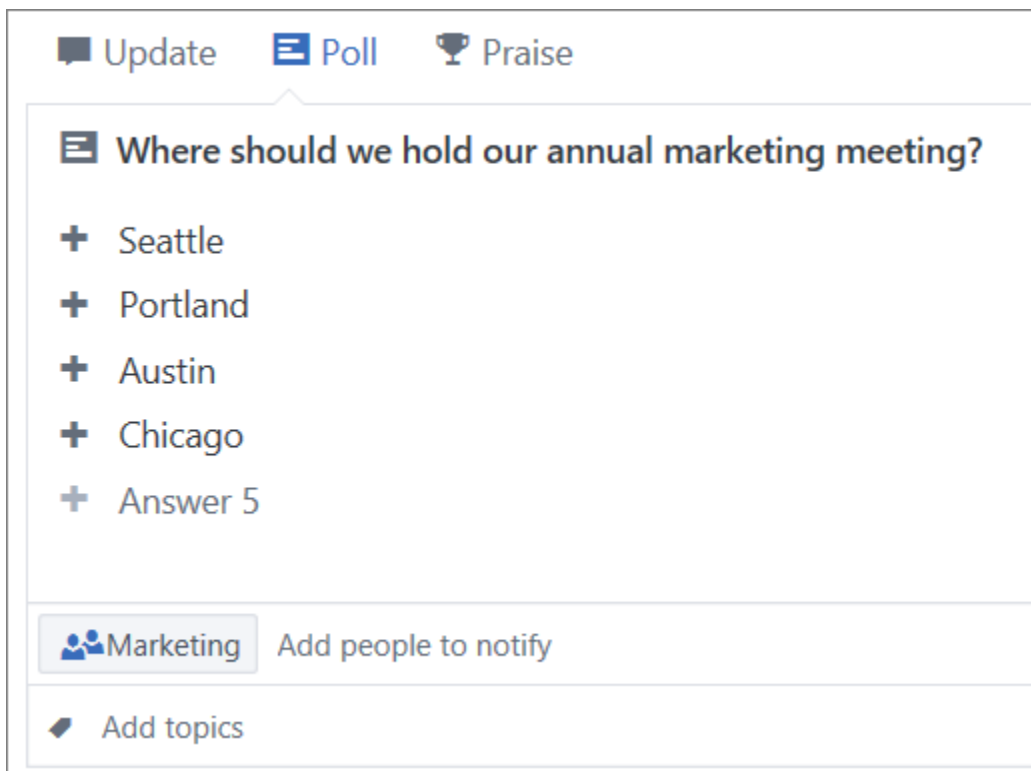 Update Poll Praise
Where should we hold our annual marketing meeting?
Seattle
Portland
Austin
Chicago
Answer 5
Marketing Add people to notify
Add topics